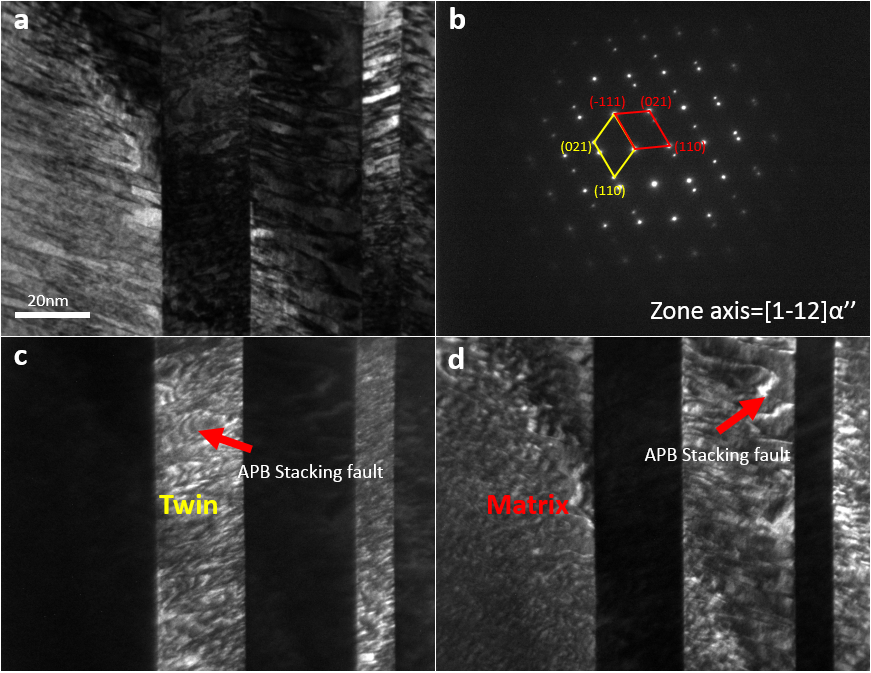 a
b
(-111)
(021)
(021)
(110)
(110)
20nm
Zone axis=[1-12]α’’
c
d
APB Stacking fault
APB Stacking fault
Twin
Matrix